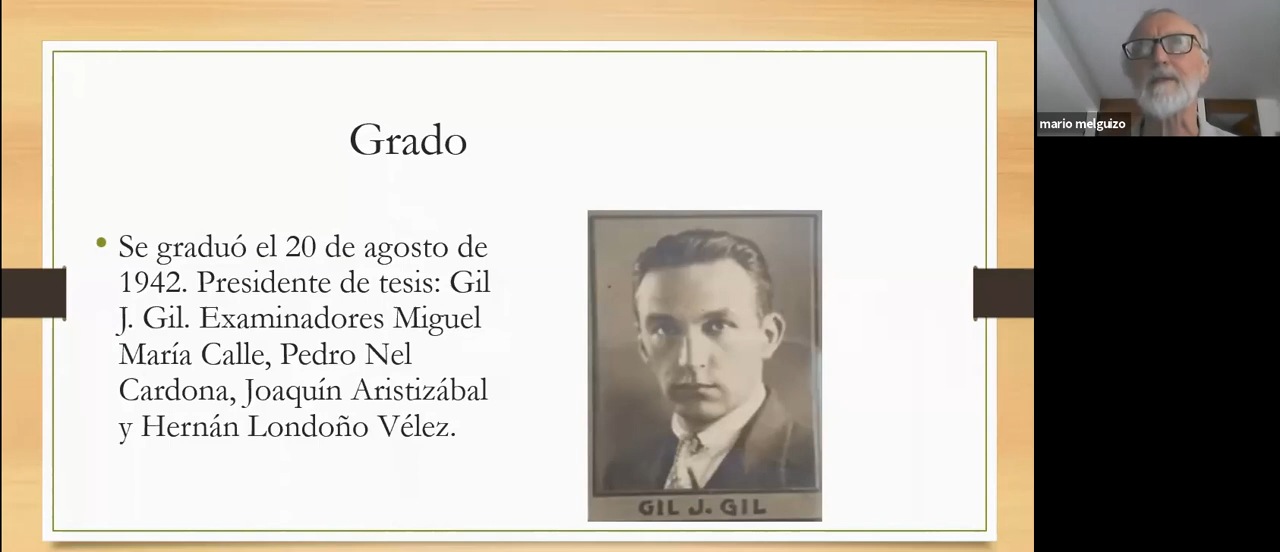 Grado
Se graduó el 20 de agosto de
1942. Presidente de tesis: Gil
J. Gil. Examinadores Miguel
María Calle, Pedro Nel
Cardona, Joaquín Aristizábal
y Hernán Londoño Vélez.
GIL J. GIL
mario melguizo